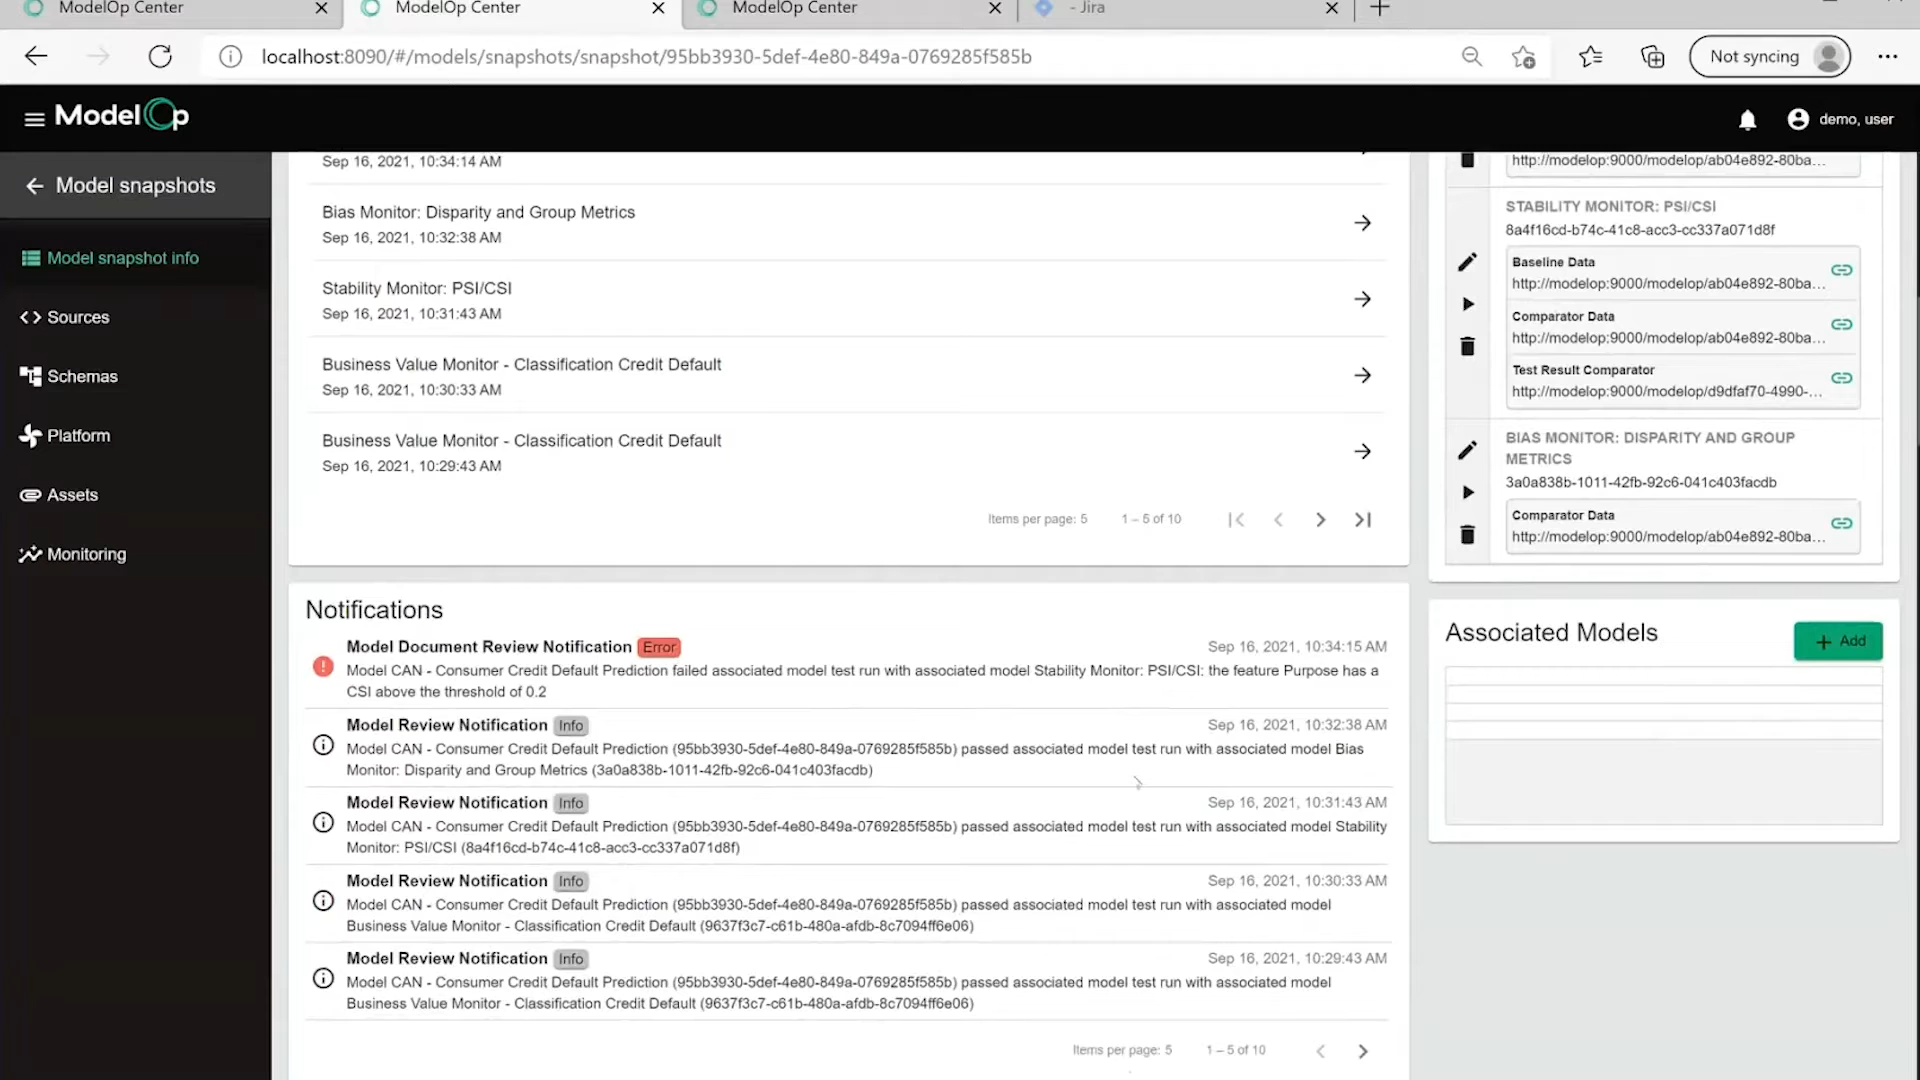 ModelOp Center
ModelOp Center
ModelOp Center
- Jira
localhost:8090/#/models/snapshots/snapshot/95bb3930-5def-4e80-849a-0769285f585b
Not syncing
ModelOp
demo, user
Model snapshots
Model snapshot info
Sources
Schemas
Platform
Assets
Monitoring
Sep 16, 2021, 10:34:14 AM
Bias Monitor: Disparity and Group Metrics
Sep 16, 2021, 10:32:38 AM
Stability Monitor: PSI/CSI
Sep 16, 2021, 10:31:43 AM
Business Value Monitor - Classification Credit Default
Sep 16, 2021, 10:30:33 AM
Business Value Monitor - Classification Credit Default
Sep 16, 2021, 10:29:43 AM
Items per page: 5 1 – 5 of 10
Notifications
Model Document Review Notification Error Sep 16, 2021, 10:34:15 AM
Model CAN - Consumer Credit Default Prediction failed associated model test run with associated model Stability Monitor: PSI/CSI: the feature Purpose has a
CSI above the threshold of 0.2
Model Review Notification Info Sep 16, 2021, 10:32:38 AM
Model CAN - Consumer Credit Default Prediction (95bb3930-5def-4e80-849a-0769285f585b) passed associated model test run with associated model Bias
Monitor: Disparity and Group Metrics (3a0a838b-1011-42fb-92c6-041c403facdb)
Model Review Notification Info Sep 16, 2021, 10:31:43 AM
Model CAN - Consumer Credit Default Prediction (95bb3930-5def-4e80-849a-0769285f585b) passed associated model test run with associated model Stability
Monitor: PSI/CSI (8a4f16cd-b74c-41c8-acc3-cc337a071d8f)
Model Review Notification Info Sep 16, 2021, 10:30:33 AM
Model CAN - Consumer Credit Default Prediction (95bb3930-5def-4e80-849a-0769285f585b) passed associated model test run with associated model
Business Value Monitor - Classification Credit Default (9637f3c7-c61b-480a-afdb-8c7094ff6e06)
Model Review Notification Info Sep 16, 2021, 10:29:43 AM
Model CAN - Consumer Credit Default Prediction (95bb3930-5def-4e80-849a-0769285f585b) passed associated model test run with associated model
Business Value Monitor - Classification Credit Default (9637f3c7-c61b-480a-afdb-8c7094ff6e06)
Items per page: 5 1 – 5 of 10
http://modelop:9000/modelop/ab04e892-80ba...
STABILITY MONITOR: PSI/CSI
8a4f16cd-b74c-41c8-acc3-cc337a071d8f
Baseline Data
http://modelop:9000/modelop/ab04e892-80ba...
Comparator Data
http://modelop:9000/modelop/ab04e892-80ba...
Test Result Comparator
http://modelop:9000/modelop/d9dfaf70-4990-...
BIAS MONITOR: DISPARITY AND GROUP
METRICS
3a0a838b-1011-42fb-92c6-041c403facdb
Comparator Data
http://modelop:9000/modelop/ab04e892-80ba...
Associated Models
+ Add